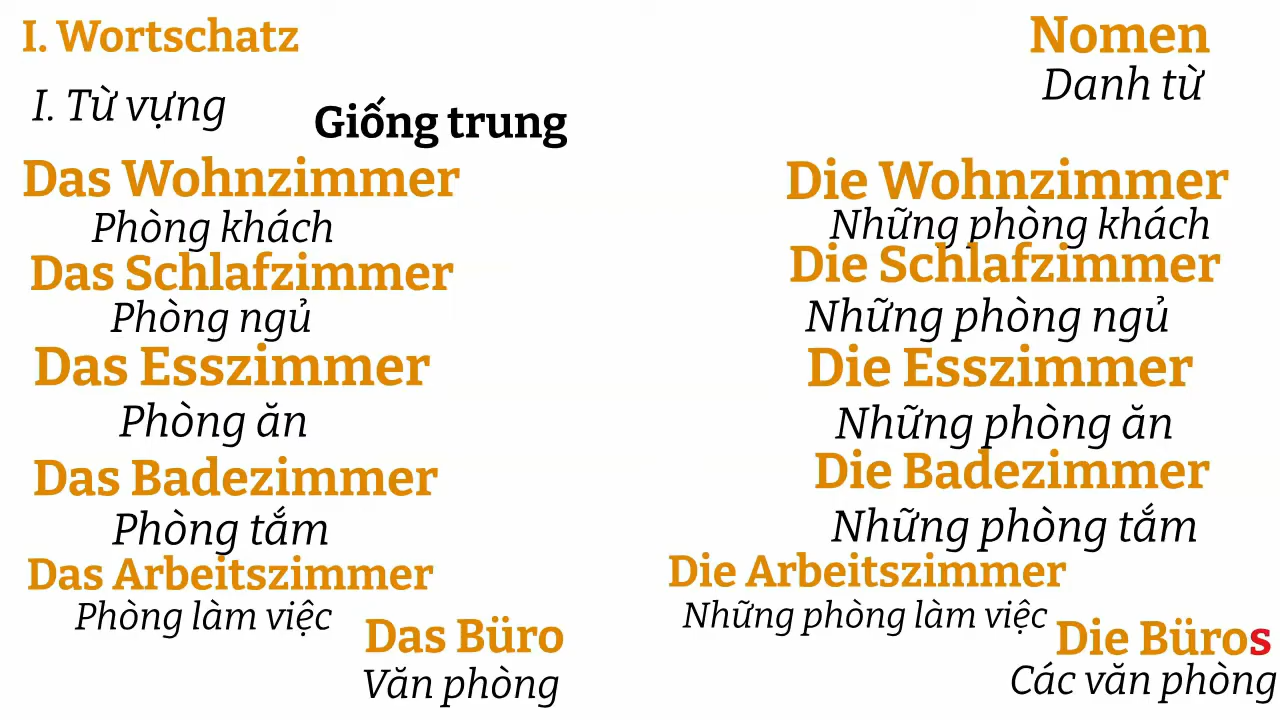 I. Wortschatz
Nomen
I. Từ vựng
Danh từ
Giống trung
Das Wohnzimmer
Die Wohnzimmer
Phòng khách
Những phòng khách
Das Schlafzimmer
Die Schlafzimmer
Phòng ngủ
Những phòng ngủ
Das Esszimmer
Die Esszimmer
Phòng ăn
Những phòng ăn
Das Badezimmer
Die Badezimmer
Phòng tắm
Những phòng tắm
Das Arbeitszimmer
Die Arbeitszimmer
Phòng làm việc
Những phòng làm việc
Das Büro
Die Büros
Văn phòng
Các văn phòng